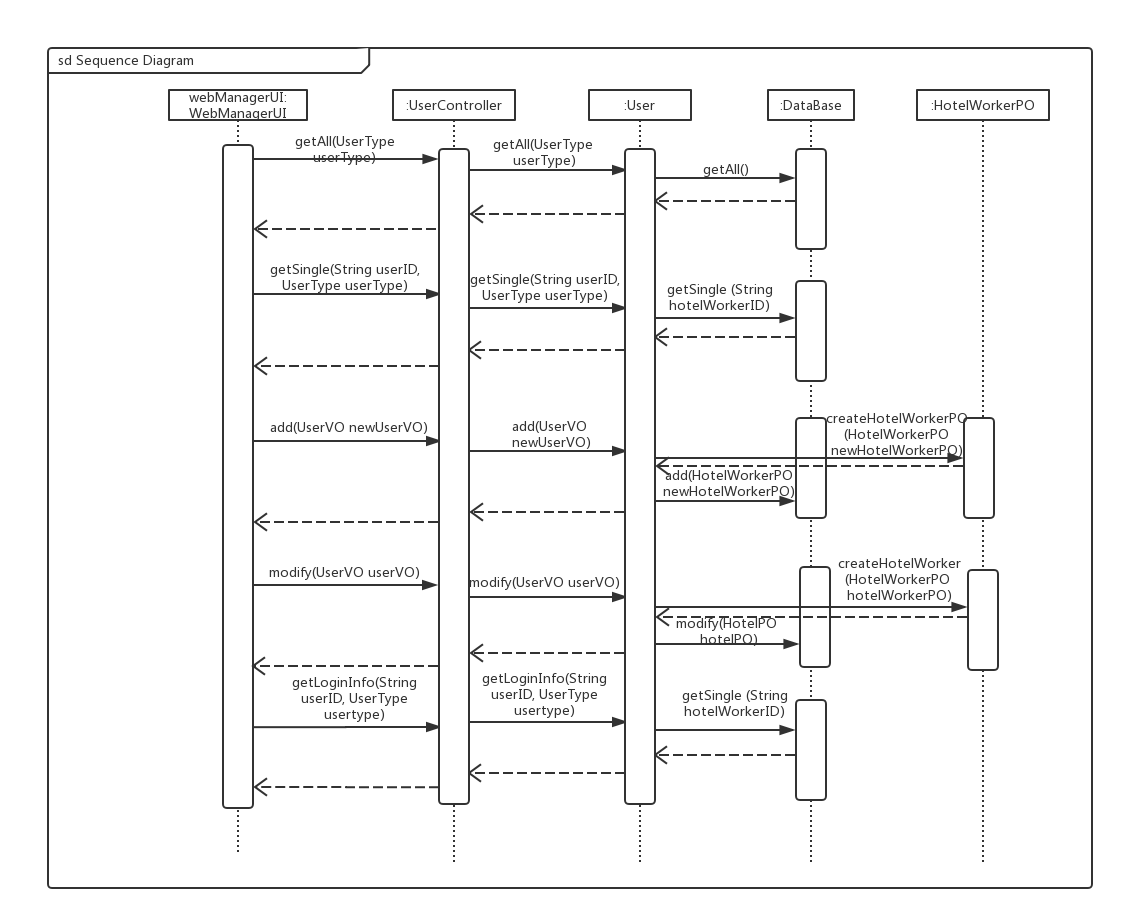 sd Sequence Diagram
webManagerUI:
WebManagerUI
:UserController
:User
:DataBase
:HotelWorkerPO
getAll(UserType
userType)
getAll(UserType
userType)
getAll()
getSingle(String userID,
UserType userType)
getSingle(String userID,
UserType userType)
getSingle (String
hotelWorkerID)
add(UserVO newUserVO)
add(UserVO
newUserVO)
createHotelWorkerPO
(HotelWorkerPO
newHotelWorkerPO)
add(HotelWorkerPO
newHotelWorkerPO)
modify(UserVO userVO)
modify(UserVO userVO)
createHotelWorker
(HotelWorkerPO
hotelWorkerPO)
modify(HotelPO
hotelPO)
getLoginInfo(String
userID, UserType
usertype)
getLoginInfo(String
userID, UserType
usertype)
getSingle (String
hotelWorkerID)